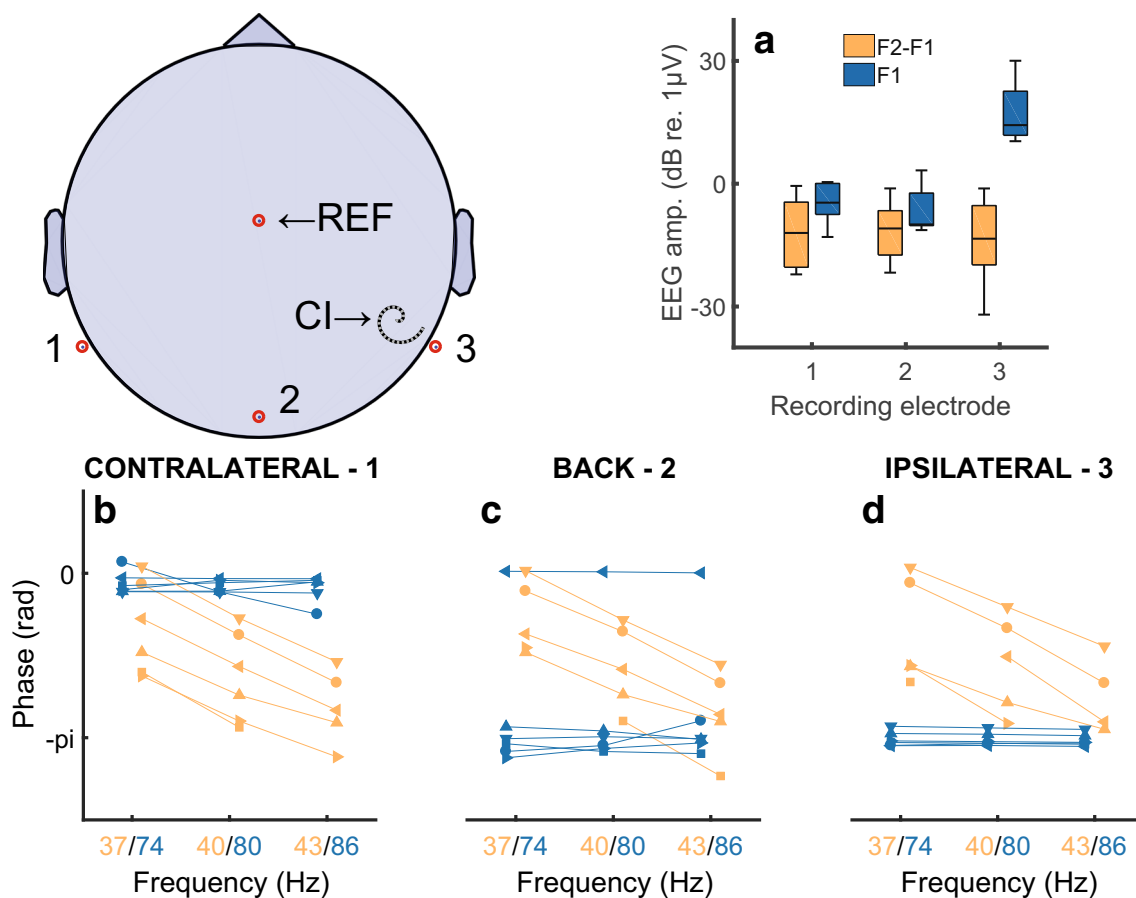 ←REF
CI→
1
2
3
a
F2-F1
F1
EEG amp. (dB re. 1µV)
30
0
-30
1 2 3
Recording electrode
CONTRALATERAL - 1
BACK - 2
IPSILATERAL - 3
b
c
d
Phase (rad)
0
-pi
37/74 40/80 43/86
37/74 40/80 43/86
37/74 40/80 43/86
Frequency (Hz)
Frequency (Hz)
Frequency (Hz)